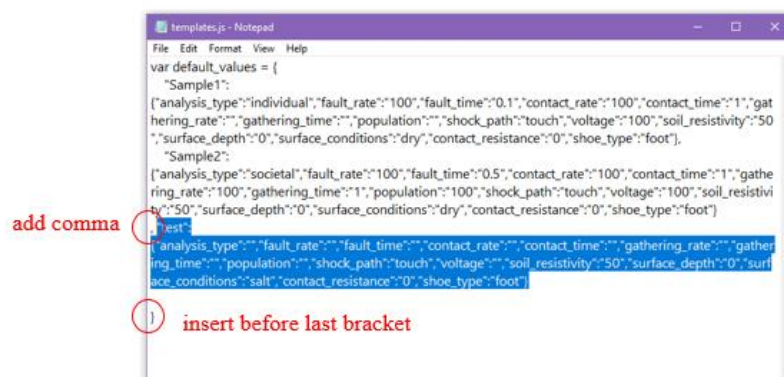 templates.js - Notepad
File Edit Format View Help
var default_values = {
"Sample1":
{"analysis_type":"individual","fault_rate":"100","fault_time":"0.1","contact_rate":"100","contact_time":"1","gat
hering_rate":"","gathering_time":"","population":"","shock_path":"touch","voltage":"100","soil_resistivity":"50
","surface_depth":"0","surface_conditions":"dry","contact_resistance":"0","shoe_type":"foot"},
"Sample2":
{"analysis_type":"societal","fault_rate":"100","fault_time":"0.5","contact_rate":"100","contact_time":"1","gathe
ring_rate":"100","gathering_time":"1","population":"100","shock_path":"touch","voltage":"100","soil_resistivi
ty":"50","surface_depth":"0","surface_conditions":"dry","contact_resistance":"0","shoe_type":"foot"}
add comma , "test":
{"analysis_type":"","fault_rate":"","fault_time":"","contact_rate":"","contact_time":"","gathering_rate":"","gather
ing_time":"","population":"","shock_path":"touch","voltage":"","soil_resistivity":"50","surface_depth":"0","surf
ace_conditions":"salt","contact_resistance":"0","shoe_type":"foot"}
} insert before last bracket